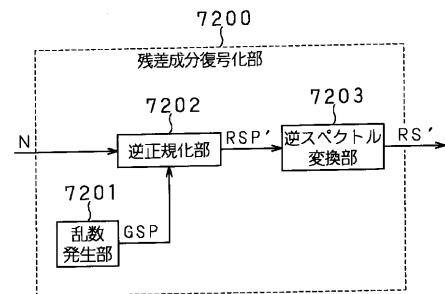 7200
残差成分復号化部
7202
7203
N
逆正規化部
RSP′
逆スペクトル
変換部
RS′
7201
乱数
発生部
GSP